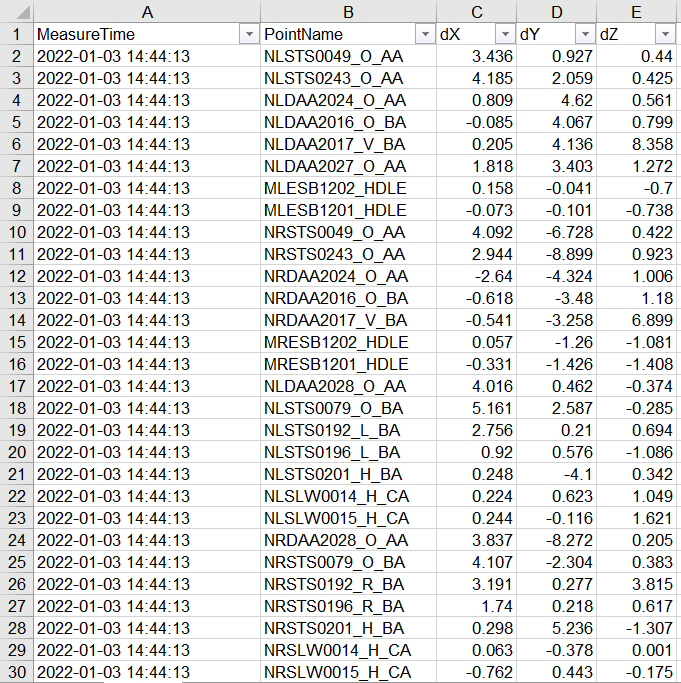 A B C D E
1 MeasureTime PointName dX dY dZ
2 2022-01-03 14:44:13 NLSTS0049_O_AA 3.436 0.927 0.44
3 2022-01-03 14:44:13 NLSTS0243_O_AA 4.185 2.059 0.425
4 2022-01-03 14:44:13 NLDAA2024_O_AA 0.809 4.62 0.561
5 2022-01-03 14:44:13 NLDAA2016_O_BA -0.085 4.067 0.799
6 2022-01-03 14:44:13 NLDAA2017_V_BA 0.205 4.136 8.358
7 2022-01-03 14:44:13 NLDAA2027_O_AA 1.818 3.403 1.272
8 2022-01-03 14:44:13 MLESB1202_HDLE 0.158 -0.041 -0.7
9 2022-01-03 14:44:13 MLESB1201_HDLE -0.073 -0.101 -0.738
10 2022-01-03 14:44:13 NRSTS0049_O_AA 4.092 -6.728 0.422
11 2022-01-03 14:44:13 NRSTS0243_O_AA 2.944 -8.899 0.923
12 2022-01-03 14:44:13 NRDAA2024_O_AA -2.64 -4.324 1.006
13 2022-01-03 14:44:13 NRDAA2016_O_BA -0.618 -3.48 1.18
14 2022-01-03 14:44:13 NRDAA2017_V_BA -0.541 -3.258 6.899
15 2022-01-03 14:44:13 MRESB1202_HDLE 0.057 -1.26 -1.081
16 2022-01-03 14:44:13 MRESB1201_HDLE -0.331 -1.426 -1.408
17 2022-01-03 14:44:13 NLDAA2028_O_AA 4.016 0.462 -0.374
18 2022-01-03 14:44:13 NLSTS0079_O_BA 5.161 2.587 -0.285
19 2022-01-03 14:44:13 NLSTS0192_L_BA 2.756 0.21 0.694
20 2022-01-03 14:44:13 NLSTS0196_L_BA 0.92 0.576 -1.086
21 2022-01-03 14:44:13 NLSTS0201_H_BA 0.248 -4.1 0.342
22 2022-01-03 14:44:13 NLSLW0014_H_CA 0.224 0.623 1.049
23 2022-01-03 14:44:13 NLSLW0015_H_CA 0.244 -0.116 1.621
24 2022-01-03 14:44:13 NRDAA2028_O_AA 3.837 -8.272 0.205
25 2022-01-03 14:44:13 NRSTS0079_O_BA 4.107 -2.304 0.383
26 2022-01-03 14:44:13 NRSTS0192_R_BA 3.191 0.277 3.815
27 2022-01-03 14:44:13 NRSTS0196_R_BA 1.74 0.218 0.617
28 2022-01-03 14:44:13 NRSTS0201_H_BA 0.298 5.236 -1.307
29 2022-01-03 14:44:13 NRSLW0014_H_CA 0.063 -0.378 0.001
30 2022-01-03 14:44:13 NRSLW0015_H_CA -0.762 0.443 -0.175